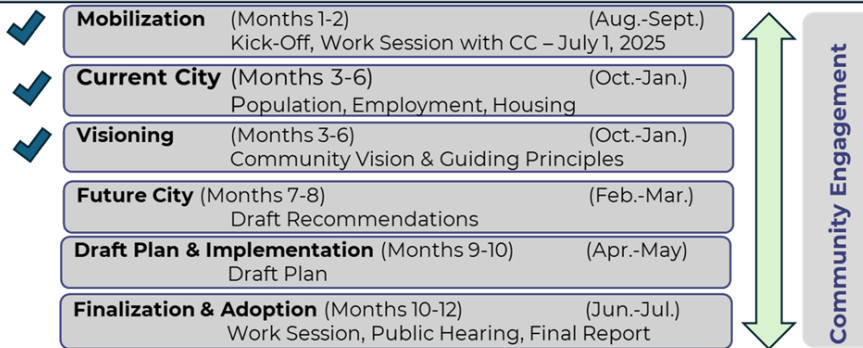 Mobilization (Months 1-2) (Aug.-Sept.)
Kick-Off, Work Session with CC – July 1, 2025
Current City (Months 3-6) (Oct.-Jan.)
Population, Employment, Housing
Visioning (Months 3-6) (Oct.-Jan.)
Community Vision & Guiding Principles
Future City (Months 7-8) (Feb.-Mar.)
Draft Recommendations
Draft Plan & Implementation (Months 9-10) (Apr.-May)
Draft Plan
Finalization & Adoption (Months 10-12) (Jun.-Jul.)
Work Session, Public Hearing, Final Report
Community Engagement